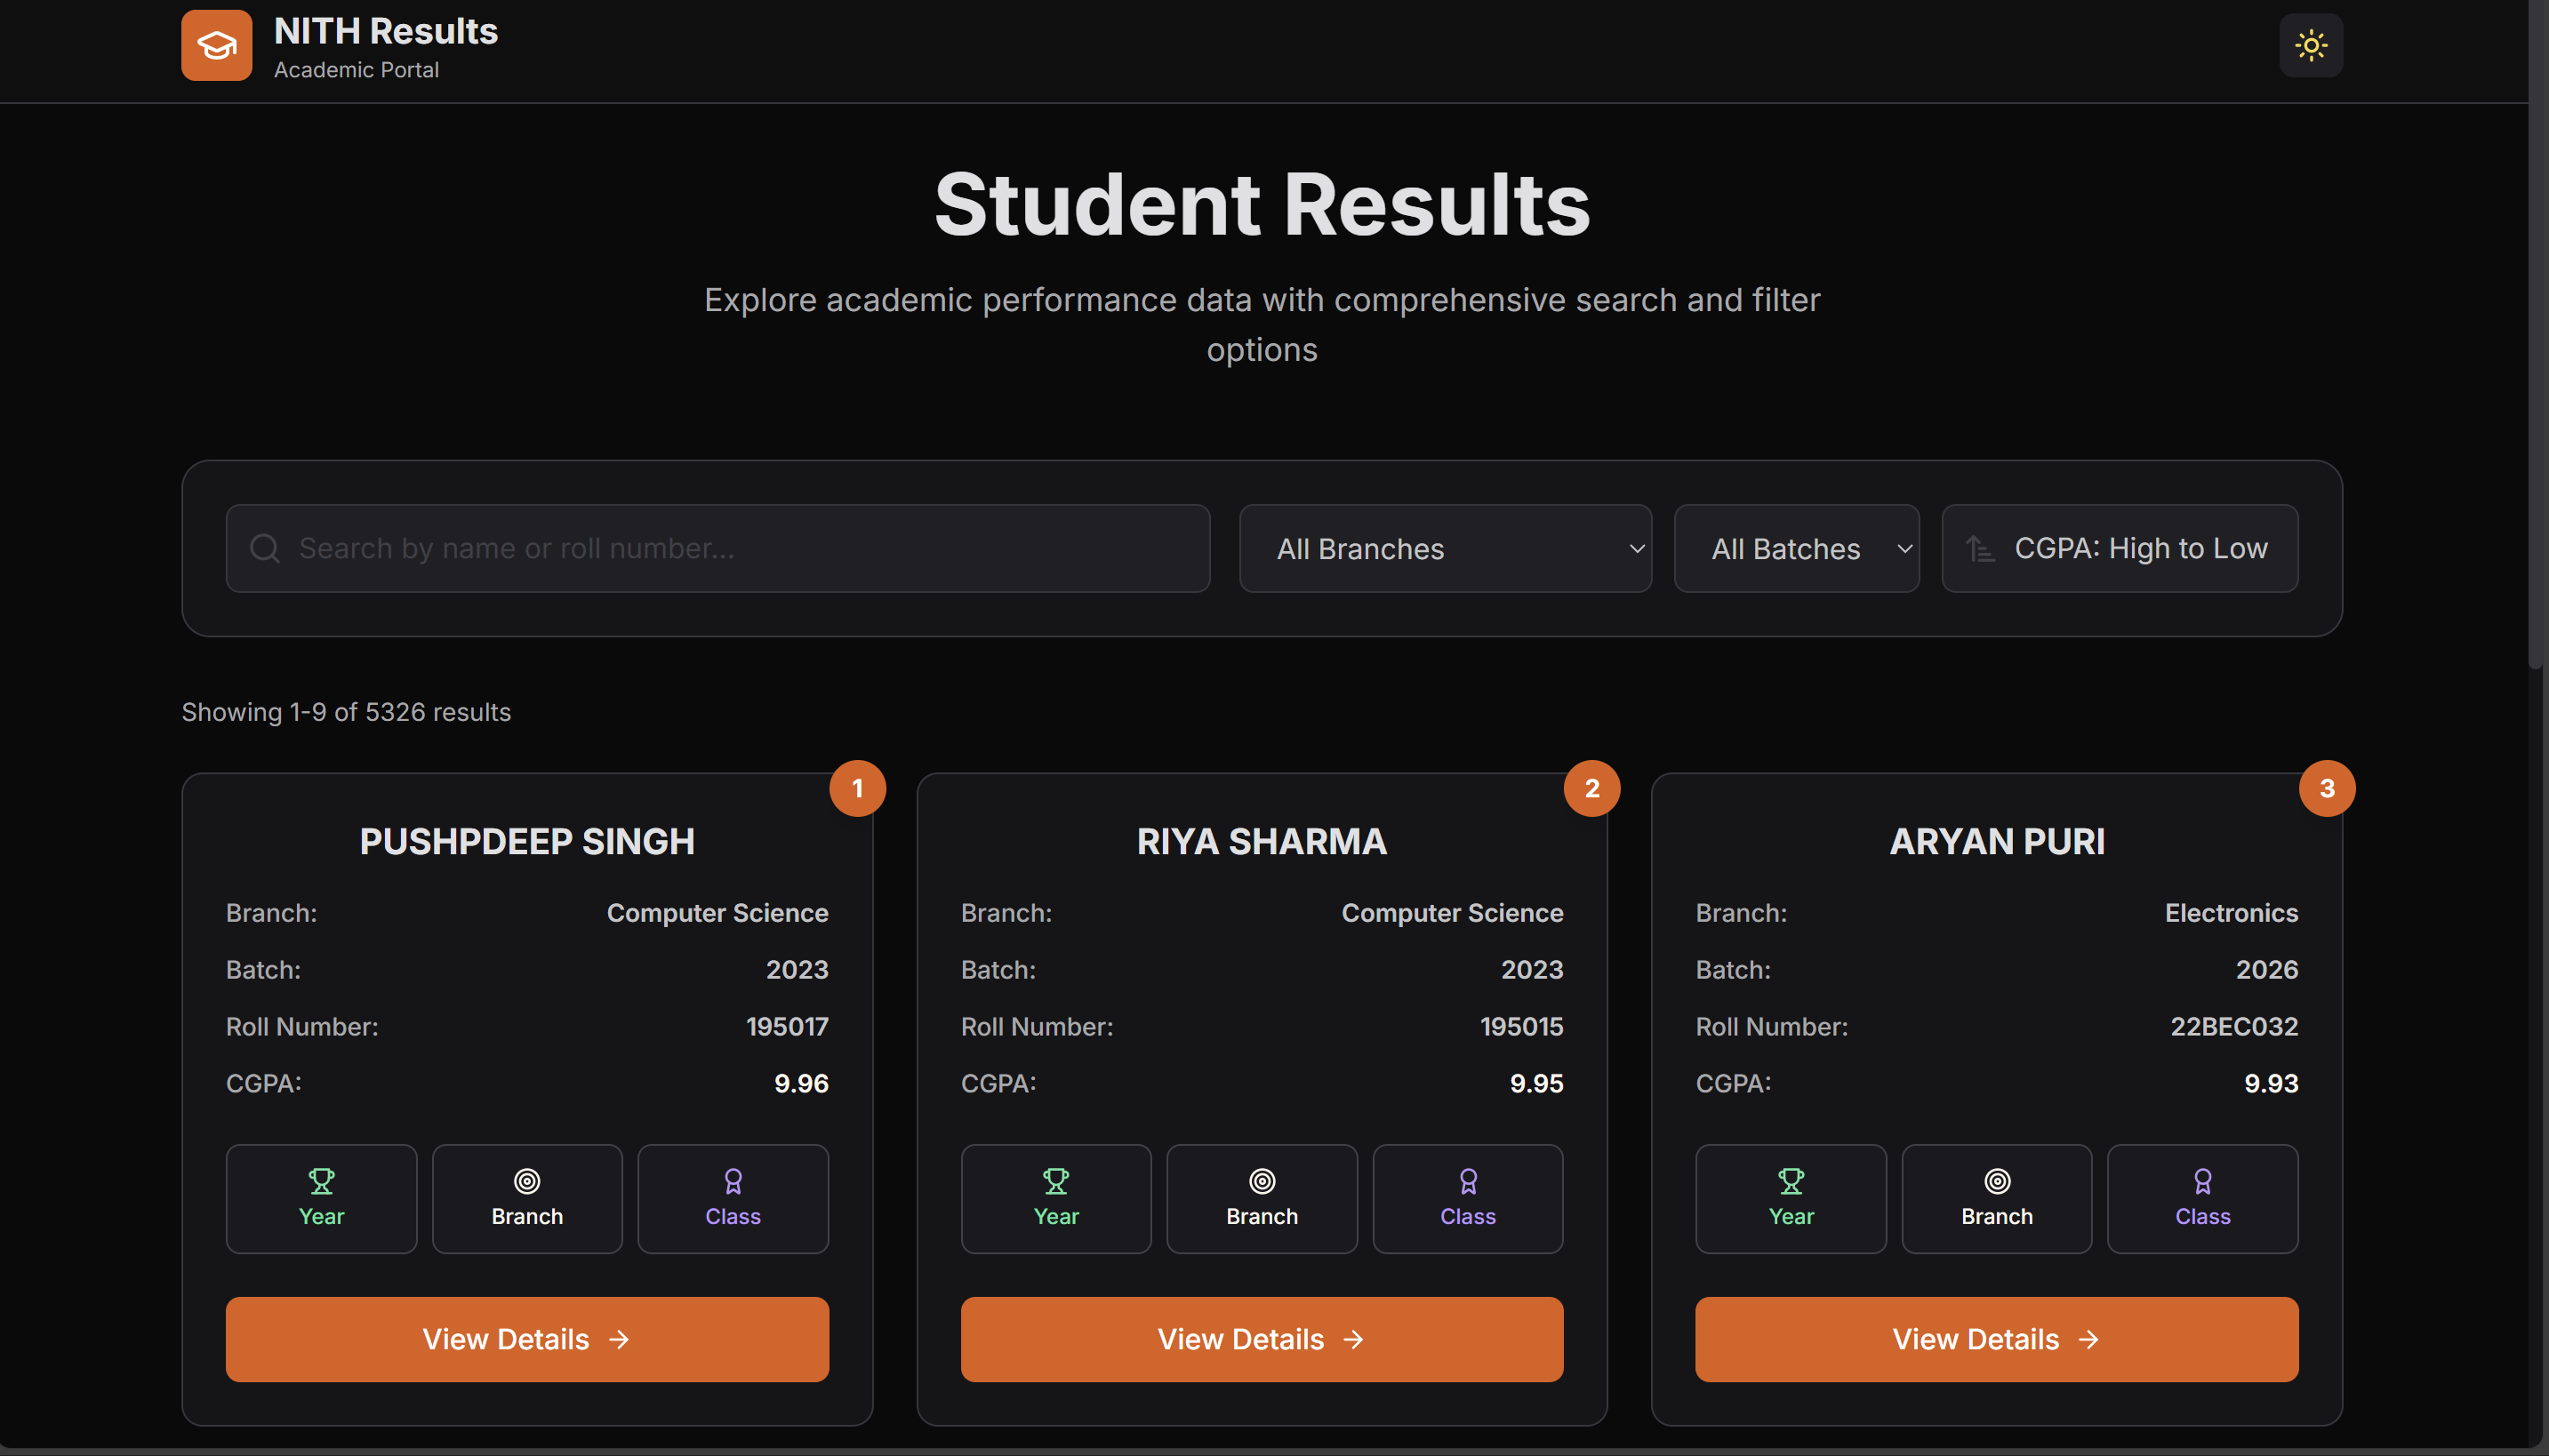 NITH Results
Academic Portal
Student Results
Explore academic performance data with comprehensive search and filter
options
Search by name or roll number...
All Branches
All Batches
CGPA: High to Low
Showing 1-9 of 5326 results
1
PUSHPDEEP SINGH
Branch: Computer Science
Batch: 2023
Roll Number: 195017
CGPA: 9.96
Year Branch Class
View Details →
2
RIYA SHARMA
Branch: Computer Science
Batch: 2023
Roll Number: 195015
CGPA: 9.95
Year Branch Class
View Details →
3
ARYAN PURI
Branch: Electronics
Batch: 2026
Roll Number: 22BEC032
CGPA: 9.93
Year Branch Class
View Details →